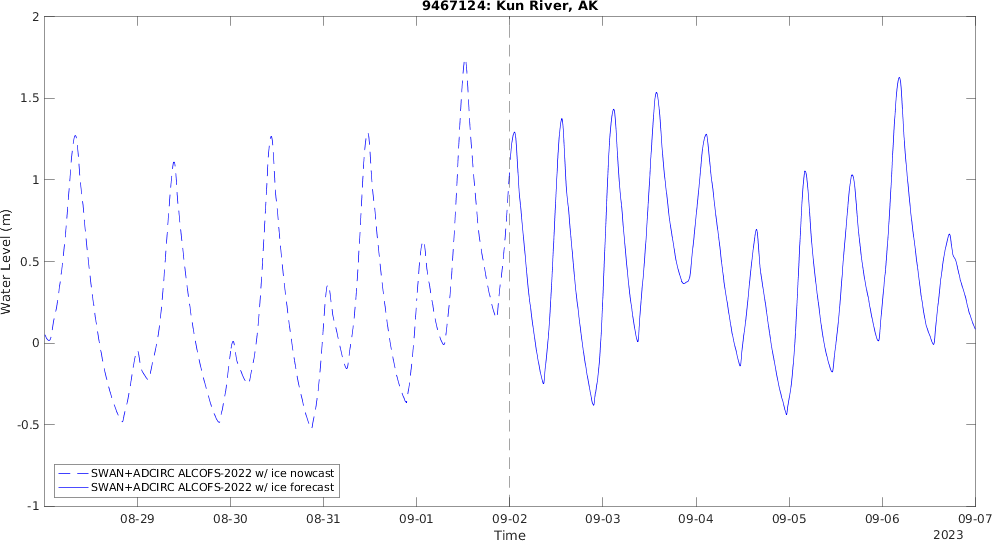 9467124: Kun River, AK
2
1.5
1
0.5
0
-0.5
-1
Water Level (m)
SWAN+ADCIRC ALCOFS-2022 w/ ice nowcast
SWAN+ADCIRC ALCOFS-2022 w/ ice forecast
08-29 08-30 08-31 09-01 09-02 09-03 09-04 09-05 09-06 09-07
Time
2023